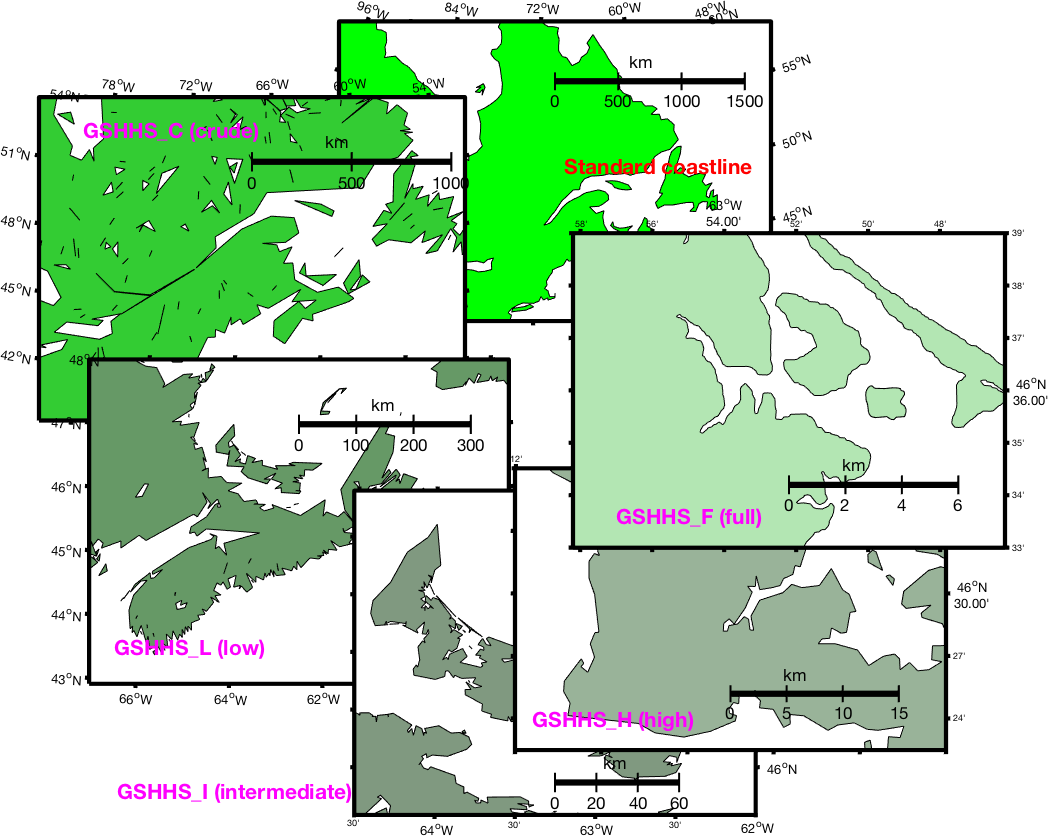 96°W 84°W 72°W 60°W 48°W
60°N
55°N
50°N
45°N
km
0 500 1000 1500
Standard coastline
78°W 72°W 66°W 60°W 54°W
54°N
51°N
48°N
45°N
42°N
GSHHS_C (crude)
km
0 500 1000
63°W
54.00'
58' 56' 52' 50' 48'
39'
38'
37'
46°N
36.00'
35'
34'
33'
km
0 2 4 6
GSHHS_F (full)
48°N
47°N
46°N
45°N
44°N
43°N
km
0 100 200 300
GSHHS_L (low)
66°W 64°W 62°W
12'
46°N
30.00'
27'
24'
km
0 5 10 15
GSHHS_H (high)
46°N
km
0 20 40 60
GSHHS_I (intermediate)
30' 64°W 30' 63°W 30' 62°W